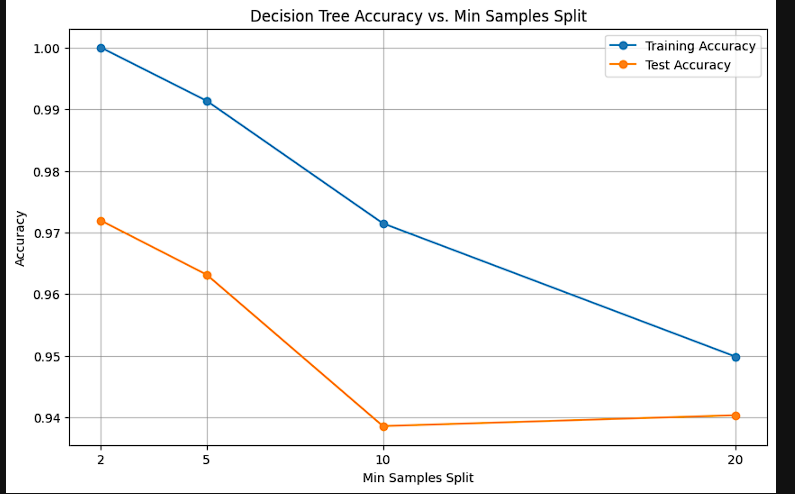 Decision Tree Accuracy vs. Min Samples Split
Training Accuracy
Test Accuracy
1.00
0.99
0.98
0.97
0.96
0.95
0.94
Accuracy
2 5 10 20
Min Samples Split